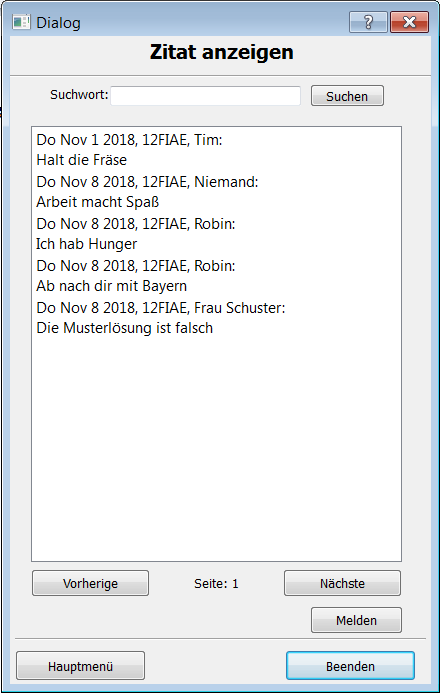 Dialog
Zitat anzeigen
Suchwort: Suchen
Do Nov 1 2018, 12FIAE, Tim:
Halt die Fräse
Do Nov 8 2018, 12FIAE, Niemand:
Arbeit macht Spaß
Do Nov 8 2018, 12FIAE, Robin:
Ich hab Hunger
Do Nov 8 2018, 12FIAE, Robin:
Ab nach dir mit Bayern
Do Nov 8 2018, 12FIAE, Frau Schuster:
Die Musterlösung ist falsch
Vorherige Seite: 1 Nächste
Melden
Hauptmenü Beenden